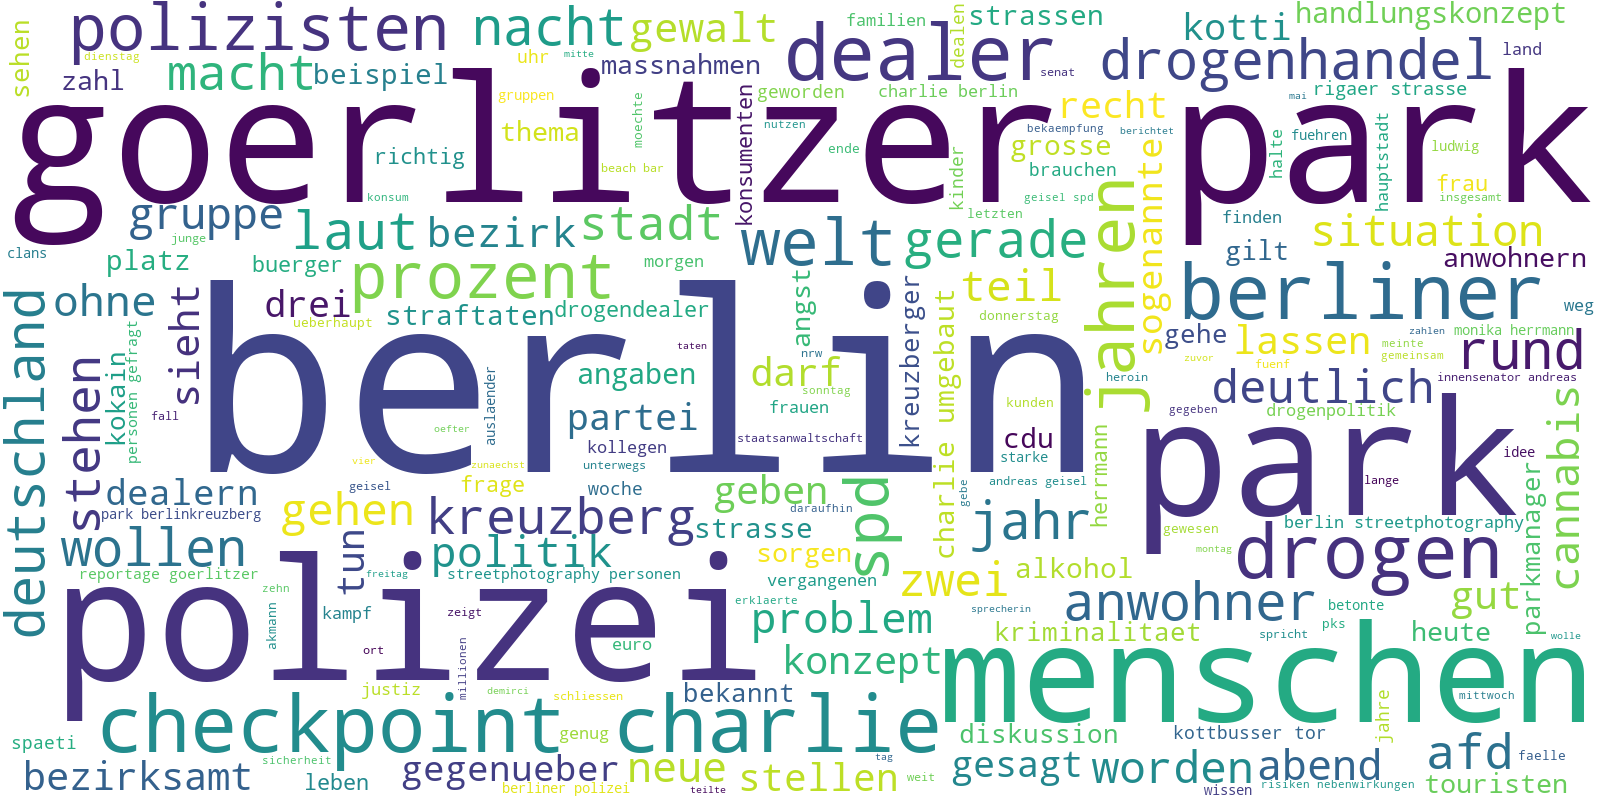 goerlitzer park
berlin
park
polizei
menschen
checkpoint charlie
polizisten
nacht
gewalt
dealer
strassen
kotti
handlungskonzept
drogenhandel
sehen
dienstag
zahl
macht
beispiel
uhr
mitte
massnahmen
familien
dealen
senat
land
gruppen
geworden
charlie berlin
recht
mai
rigaer strasse
thema
moechte
konsumenten
nutzen
bekaempfung
berichtet
fuehren
richtig
beach bar
ende
grosse
halte
hauptstadt
ludwig
konsum
kinder
brauchen
geisel spd
frau
insgesamt
gruppe
junge
laut
bezirk
stadt
welt
letzten
gerade
jahren
sogenannte
finden
situation
clans
platz
buerger
prozent
morgen
gilt
anwohnern
ohne
sieht
drei
ueberhaupt
straftaten
drogendealer
angst
kreuzberger
teil
donnerstag
berliner
weg
deutschland
stehen
kokain
personen gefragt
fall
taten
nrw
sonntag
angaben
darf
charlie umgebaut
gehe
zuvor
lassen
fuenf
zahlen
meinte
gemeinsam
monika herrmann
rund
auslaender
partei
frauen
kunden
heroin
deutlich
innensenator andreas
oefter
kollegen
staatsanwaltschaft
cdu
starke
herrmann
gegeben
drogenpolitik
cannabis
idee
vier
zunaechst
unterwegs
geisel
frage
woche
geben
daraufhin
spd
gebe
andreas geisel
lange
parkmanager
dealern
park berlinkreuzberg
gehen
kreuzberg
strasse
jahr
gewesen
berlin streetphotography
montag
drogen
wollen
tun
politik
sorgen
reportage goerlitzer
freitag
streetphotography personen
vergangenen
zwei
alkohol
zehn
akmann
kampf
zeigt
erklaerte
problem
sprecherin
anwohner
betonte
gut
kriminalitaet
spricht
pks
heute
wolle
ort
euro
konzept
justiz
millionen
demirci
schliessen
bekannt
jahre
mittwoch
spaeti
genug
diskussion
kottbusser tor
afd
faelle
sicherheit
tag
bezirksamt
leben
gegenueber
neue
stellen
weit
gesagt
worden
abend
touristen
berliner polizei
teilte
wissen
risiken nebenwirkungen